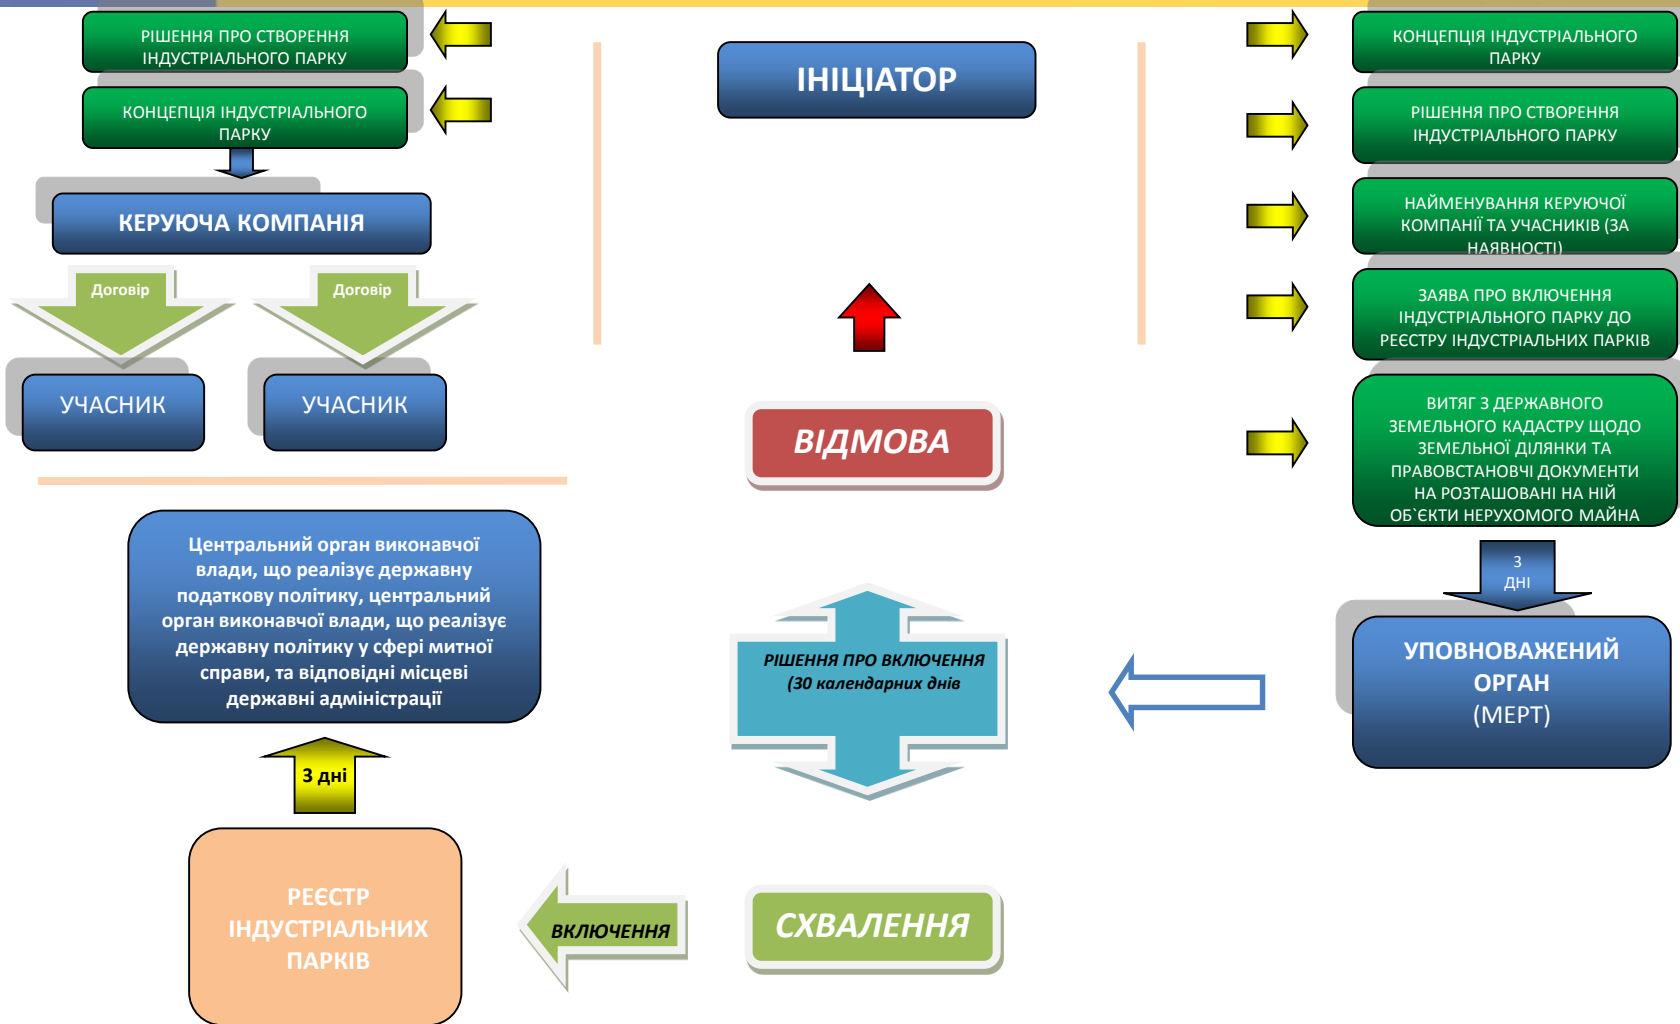 РІШЕННЯ ПРО СТВОРЕННЯ
ІНДУСТРІАЛЬНОГО ПАРКУ
КОНЦЕПЦІЯ ІНДУСТРІАЛЬНОГО
ПАРКУ
КЕРУЮЧА КОМПАНІЯ
Договір
Договір
УЧАСНИК
УЧАСНИК
ІНІЦІАТОР
ВІДМОВА
РІШЕННЯ ПРО ВКЛЮЧЕННЯ
(30 календарних днів
СХВАЛЕННЯ
ВКЛЮЧЕННЯ
РЕЄСТР
ІНДУСТРІАЛЬНИХ
ПАРКІВ
3 дні
Центральний орган виконавчої
влади, що реалізує державну
податкову політику, центральний
орган виконавчої влади, що реалізує
державну політику у сфері митної
справи, та відповідні місцеві
державні адміністрації
КОНЦЕПЦІЯ ІНДУСТРІАЛЬНОГО
ПАРКУ
РІШЕННЯ ПРО СТВОРЕННЯ
ІНДУСТРІАЛЬНОГО ПАРКУ
НАЙМЕНУВАННЯ КЕРУЮЧОЇ
КОМПАНІЇ ТА УЧАСНИКІВ (ЗА
НАЯВНОСТІ)
ЗАЯВА ПРО ВКЛЮЧЕННЯ
ІНДУСТРІАЛЬНОГО ПАРКУ ДО
РЕЄСТРУ ІНДУСТРІАЛЬНИХ ПАРКІВ
ВИТЯГ З ДЕРЖАВНОГО
ЗЕМЕЛЬНОГО КАДАСТРУ ЩОДО
ЗЕМЕЛЬНОЇ ДІЛЯНКИ ТА
ПРАВОВСТАНОВЧІ ДОКУМЕНТИ
НА РОЗТАШОВАНІ НА НІЙ
ОБ`ЄКТИ НЕРУХОМОГО МАЙНА
3
ДНІ
УПОВНОВАЖЕНИЙ
ОРГАН
(МЕРТ)